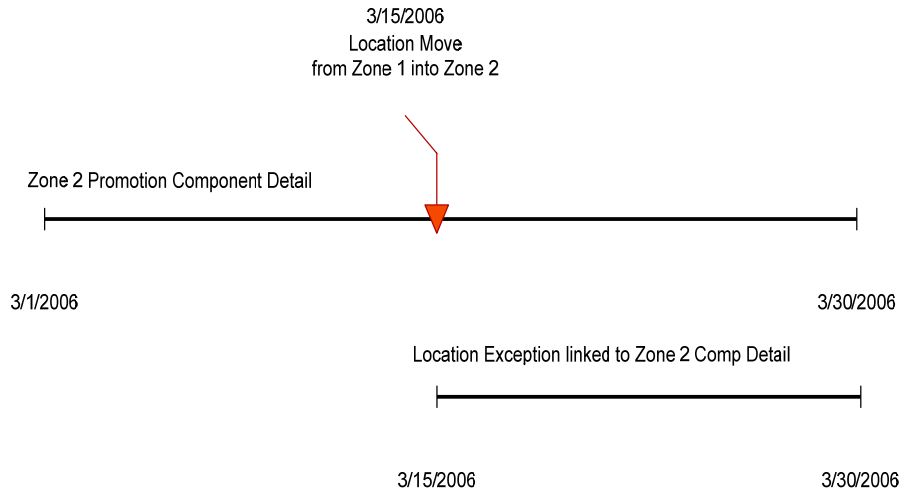 3/15/2006
Location Move
from Zone 1 into Zone 2
Zone 2 Promotion Component Detail
3/1/2006
3/30/2006
Location Exception linked to Zone 2 Comp Detail
3/15/2006
3/30/2006